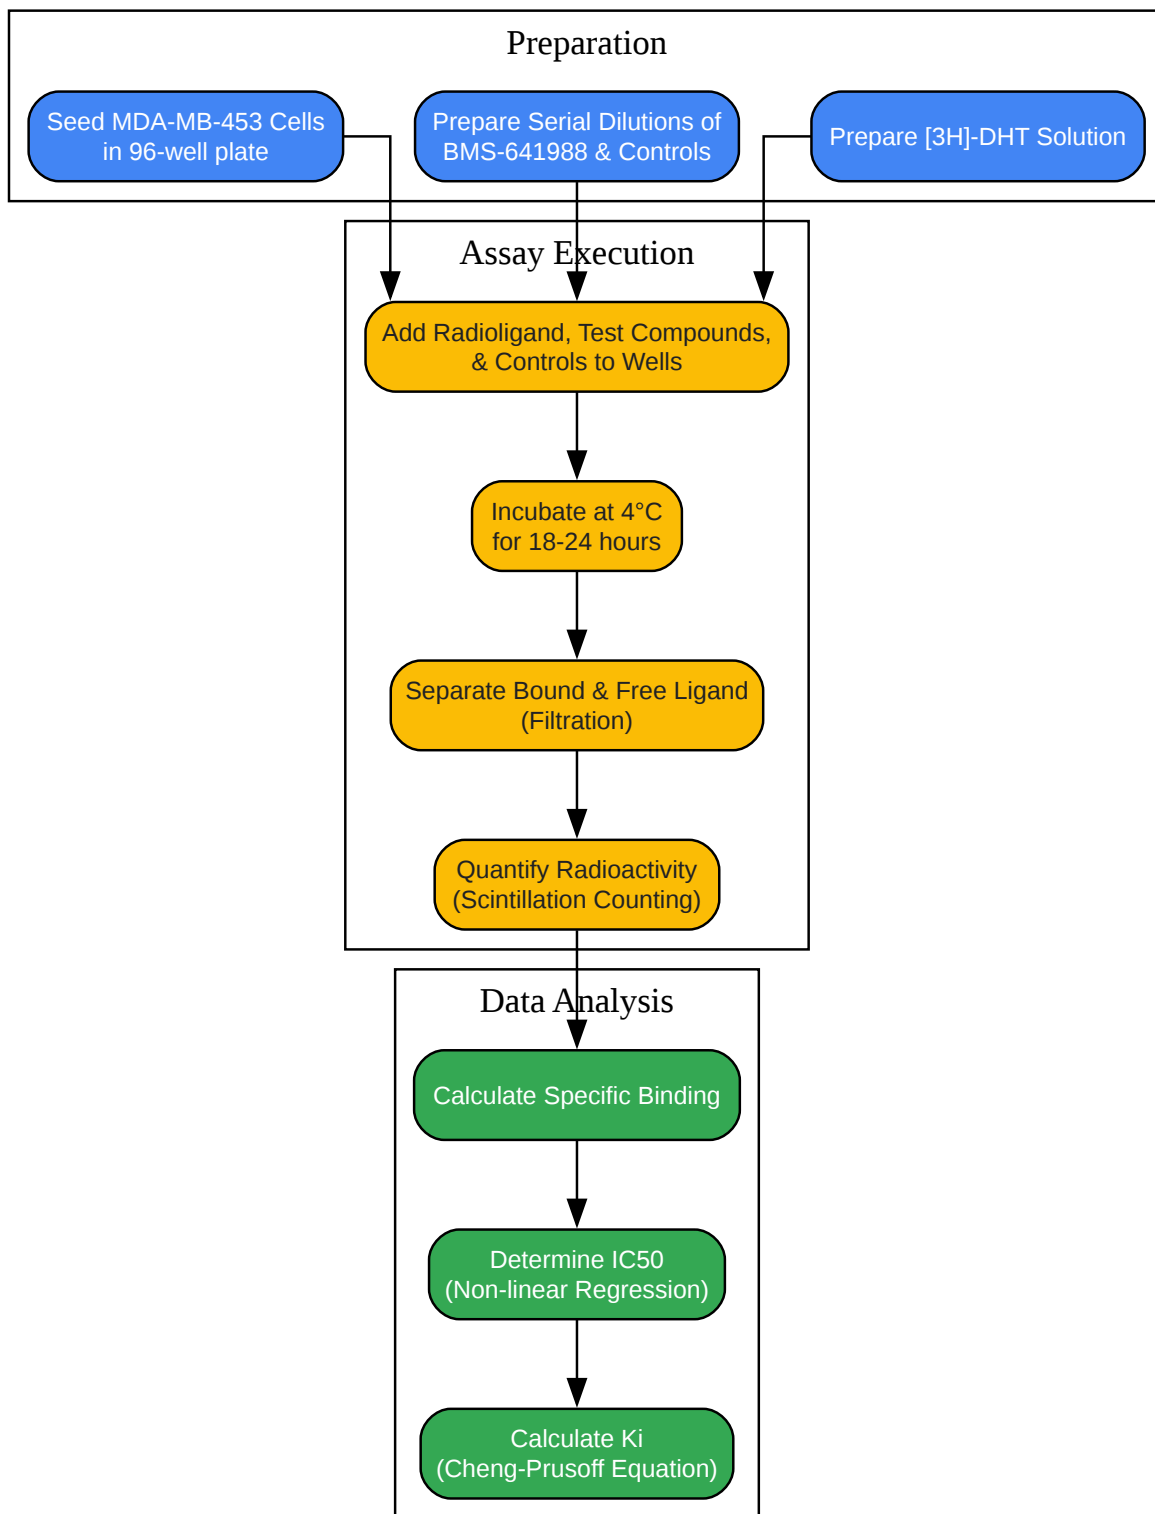 Preparation
Seed MDA-MB-453 Cells
in 96-well plate
Prepare Serial Dilutions of
BMS-641988 & Controls
Prepare [3H]-DHT Solution
Assay Execution
Add Radioligand, Test Compounds,
& Controls to Wells
Incubate at 4°C
for 18-24 hours
Separate Bound & Free Ligand
(Filtration)
Quantify Radioactivity
(Scintillation Counting)
Data Analysis
Calculate Specific Binding
Determine IC50
(Non-linear Regression)
Calculate Ki
(Cheng-Prusoff Equation)